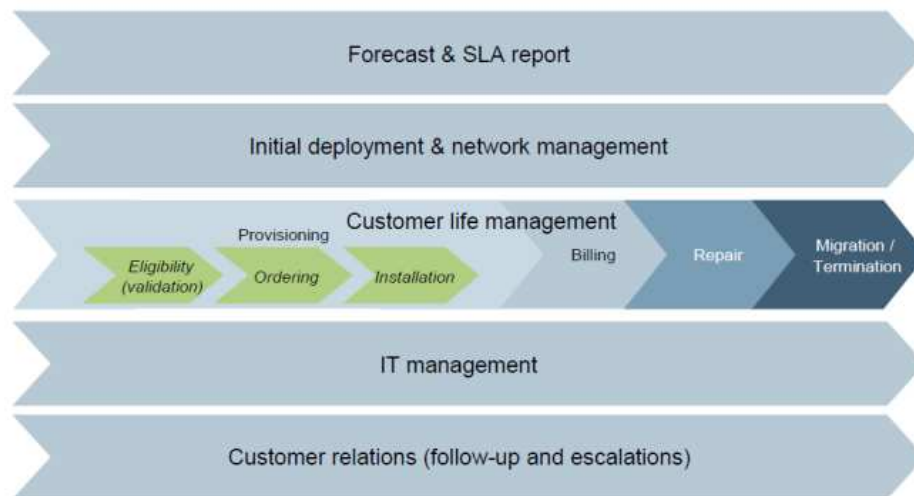 Forecast & SLA report
Initial deployment & network management
Customer life management
Provisioning
Eligibility
(validation)
Ordering
Installation
Billing
Repair
Migration /
Termination
IT management
Customer relations (follow-up and escalations)